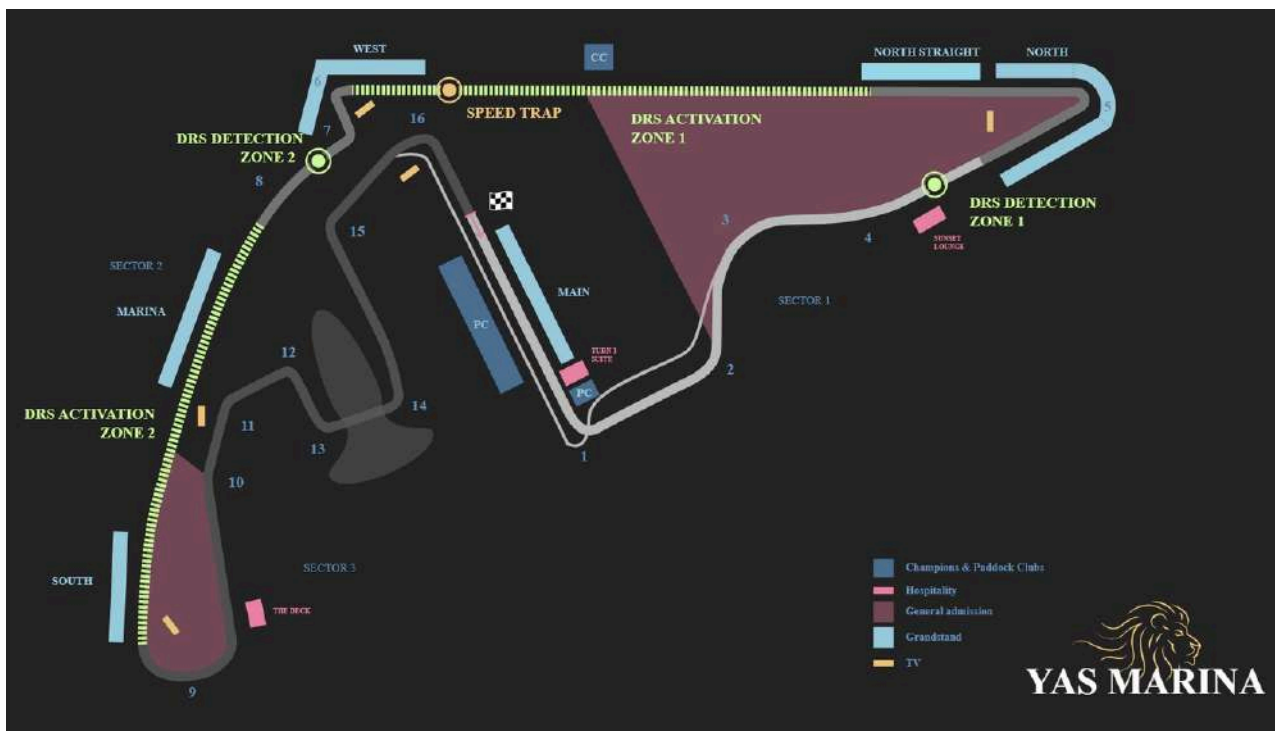 WEST
CC
NORTH STRAIGHT
NORTH
6
5
SPEED TRAP
16
7
DRS DETECTION
ZONE 2
DRS ACTIVATION
ZONE 1
8
DRS DETECTION
ZONE 1
3
4
15
SUNSET
LOUNGE
SECTOR 2
MARINA
MAIN
SECTOR 1
PC
12
TURN 1
SUITE
PC
2
DRS ACTIVATION
ZONE 2
14
11
13
1
10
SOUTH
SECTOR 3
THE DECK
9
Champions & Paddock Clubs
Hospitality
General admission
Grandstand
TV
YAS MARINA